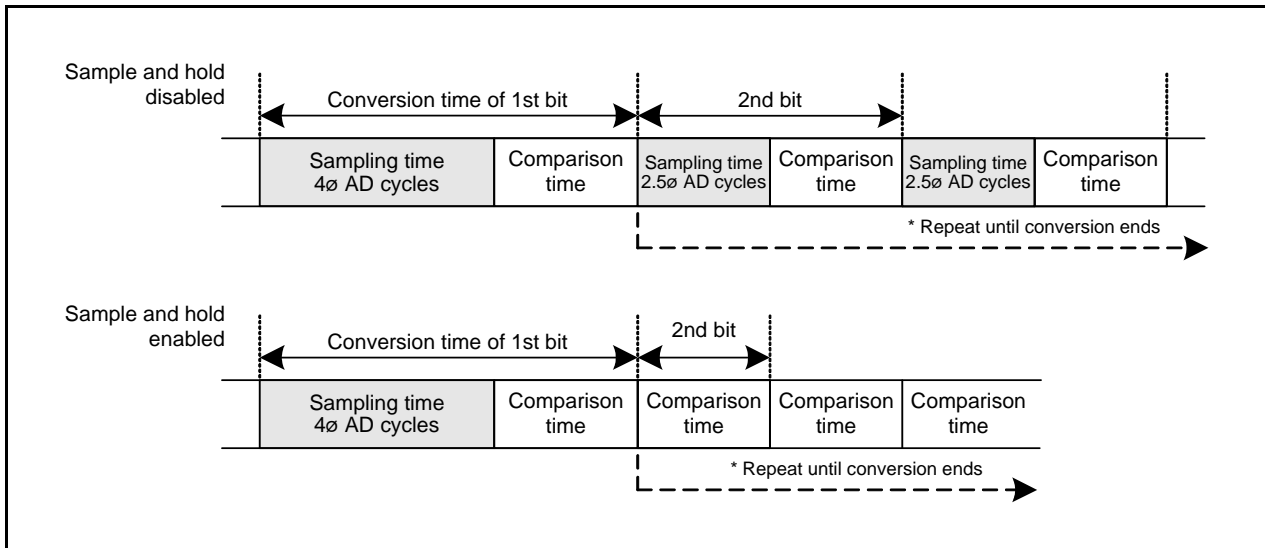 Sample and hold
disabled
Conversion time of 1st bit
2nd bit
Sampling time
4ø AD cycles
Comparison
time
Sampling time
2.5ø AD cycles
Comparison
time
Sampling time
2.5ø AD cycles
Comparison
time
* Repeat until conversion ends
Sample and hold
enabled
Conversion time of 1st bit
2nd bit
Sampling time
4ø AD cycles
Comparison
time
Comparison
time
Comparison
time
Comparison
time
* Repeat until conversion ends